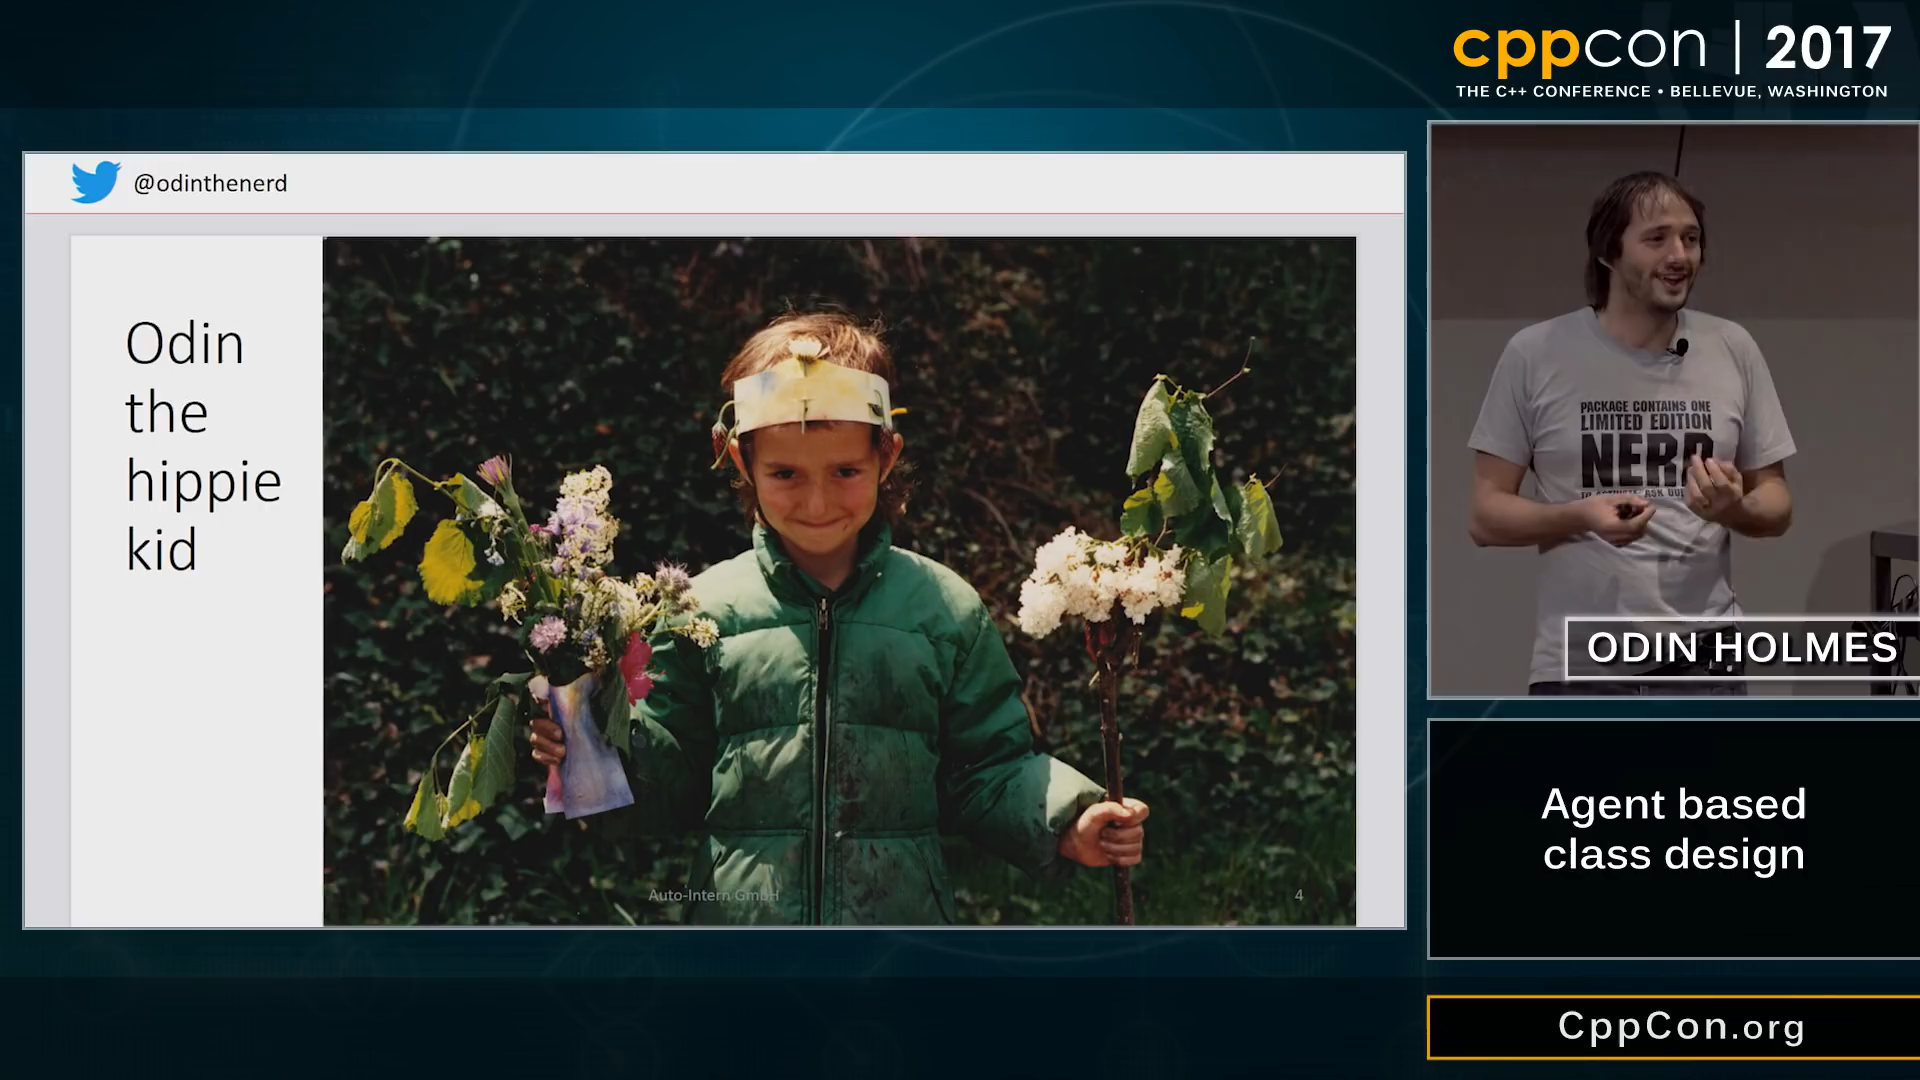 cppcon | 2017
THE C++ CONFERENCE • BELLEVUE, WASHINGTON
@odinthenerd
Odin
the
hippie
kid
Auto-Intern GmbH
4
PACKAGE CONTAINS ONE
LIMITED EDITION
NERD
ODIN HOLMES
Agent based
class design
CppCon.org